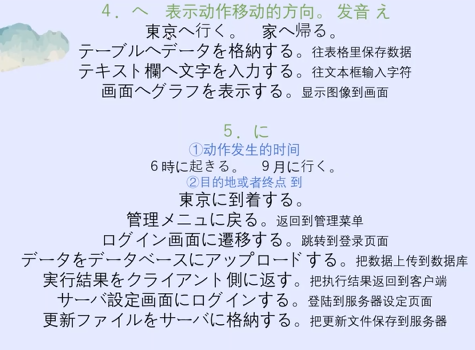 4．へ 表示动作移动的方向。 发音 え
東京へ行く。 家へ帰る。
テーブルへデータを格納する。往表格里保存数据
テキスト欄へ文字を入力する。往文本框输入字符
画面へグラフを表示する。显示图像到画面
5．に
①动作发生的时间
６時に起きる。 ９月に行く。
②目的地或者终点 到
東京に到着する。
管理メニュに戻る。返回到管理菜单
ログイン画面に遷移する。跳转到登录页面
データをデータベースにアップロードする。把数据上传到数据库
実行結果をクライアント側に返す。把执行结果返回到客户端
サーバ設定画面にログインする。登陆到服务器设定页面
更新ファイルをサーバに格納する。把更新文件保存到服务器